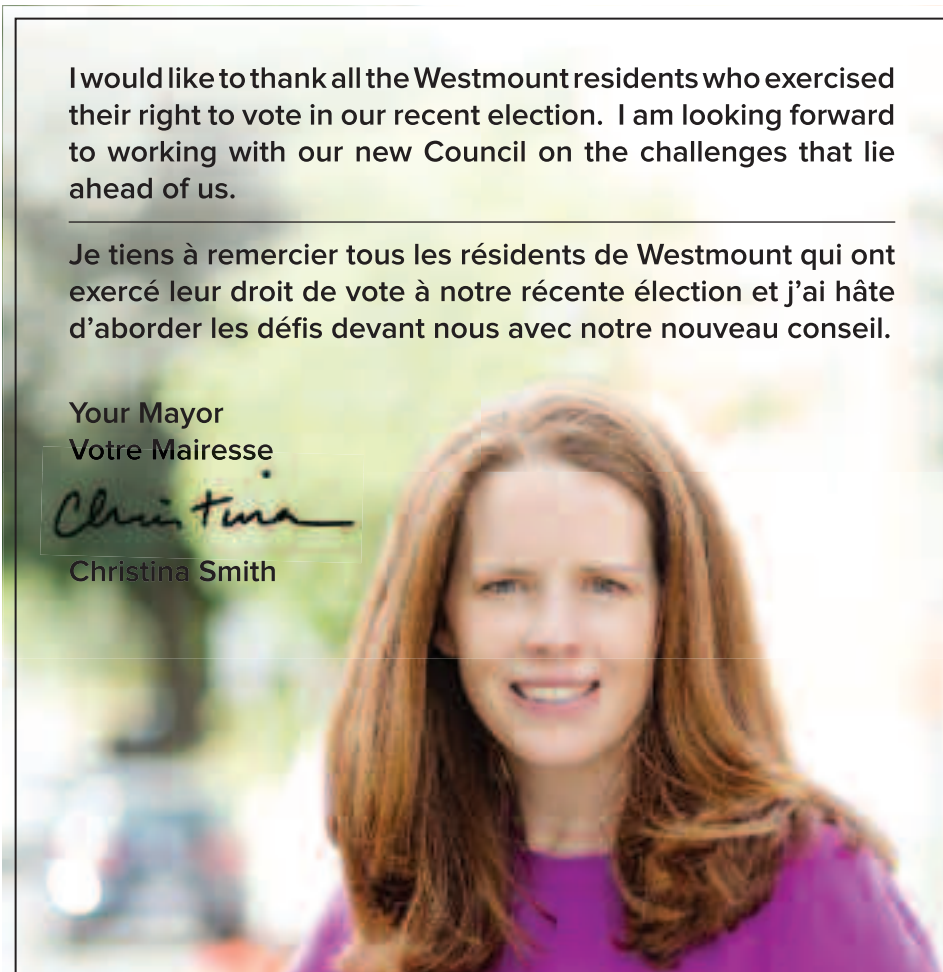 I would like to thank all the Westmount residents who exercised
their right to vote in our recent election. I am looking forward
to working with our new Council on the challenges that lie
ahead of us.
Je tiens à remercier tous les résidents de Westmount qui ont
exercé leur droit de vote à notre récente élection et j’ai hâte
d’aborder les défis devant nous avec notre nouveau conseil.
Your Mayor
Votre Mairesse
Christina
Christina Smith